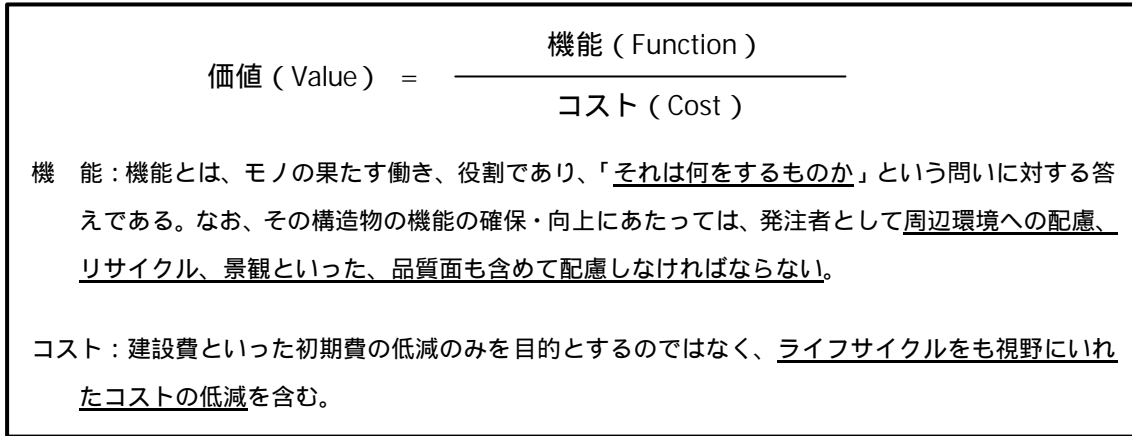 機能（Function）
価値（Value） =
コスト（Cost）
機　能：機能とは、モノの果たす働き、役割であり、「それは何をするものか」という問いに対する答
えである。なお、その構造物の機能の確保・向上にあたっては、発注者として周辺環境への配慮、
リサイクル、景観といった、品質面も含めて配慮しなければならない。
コスト：建設費といった初期費の低減のみを目的とするのではなく、ライフサイクルをも視野にいれ
たコストの低減を含む。